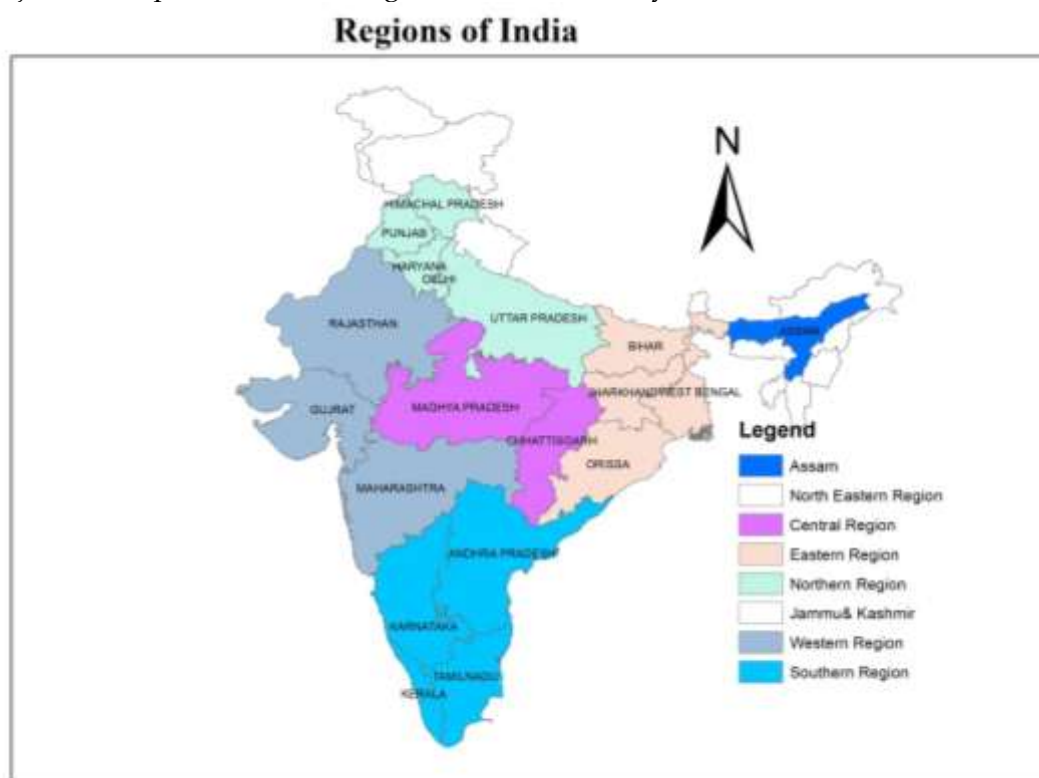 Regions of India
N
HIMACHAL PRADESH
PUNJAB
HARYANA
DELHI
RAJASTHAN
UTTAR PRADESH
ASSAM
BIHAR
JHARKHAND
WEST BENGAL
GUJRAT
MADHYA PRADESH
CHHATTISGARH
ORISSA
MAHARASHTRA
ANDHRA PRADESH
KARNATAKA
TAMILNADU
KERALA
Legend
Assam
North Eastern Region
Central Region
Eastern Region
Northern Region
Jammu& Kashmir
Western Region
Southern Region